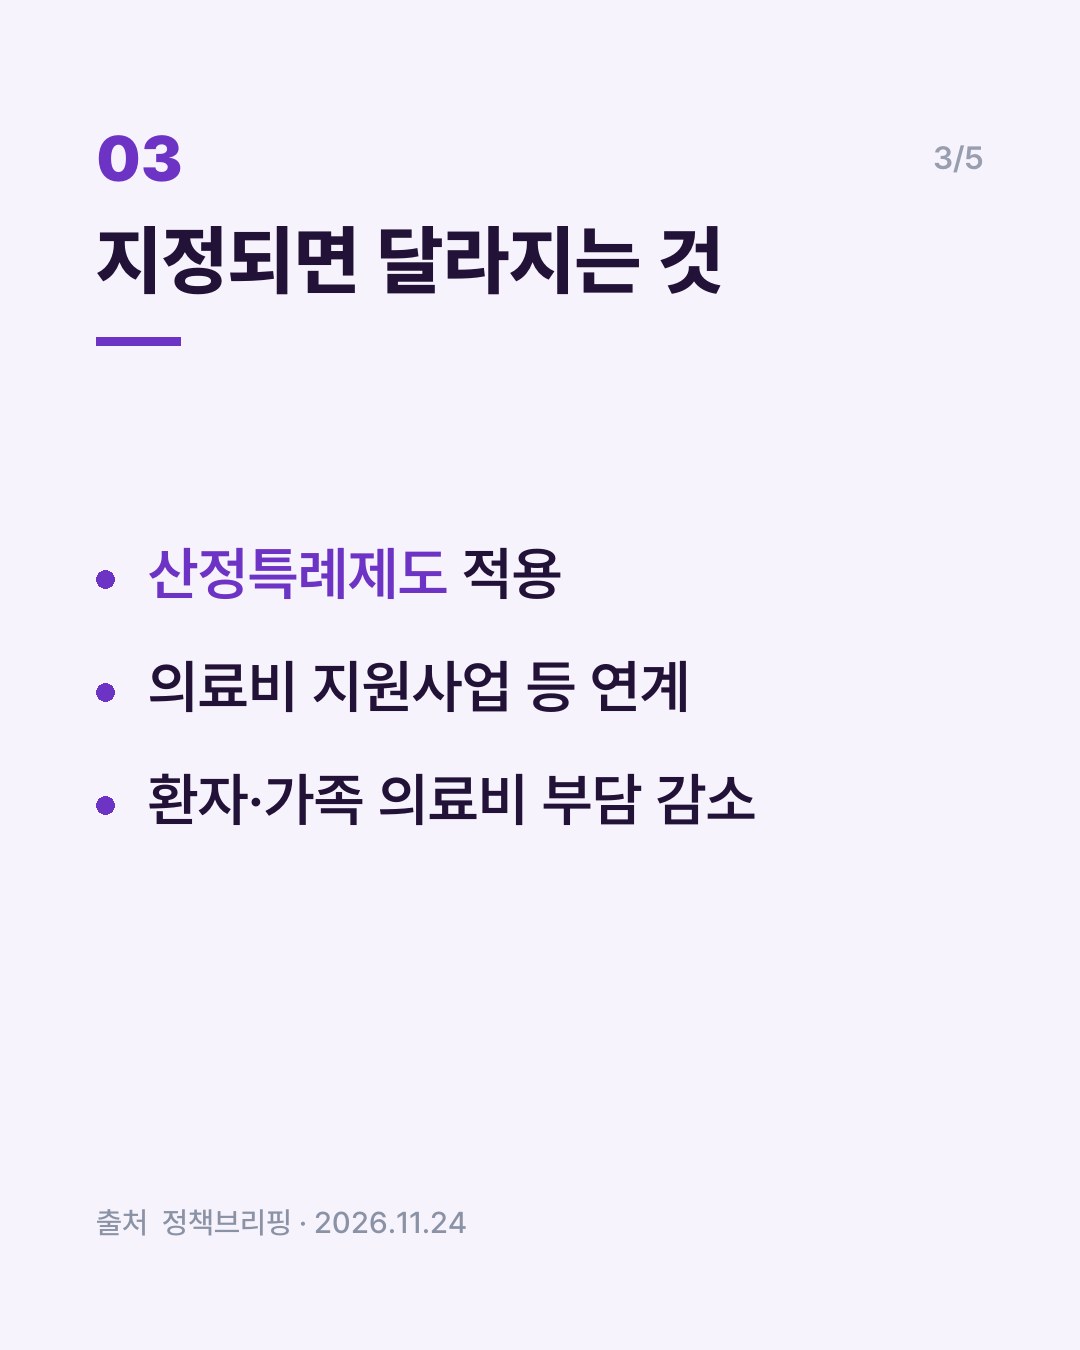 03
3/5
지정되면 달라지는 것
• 산정특례제도 적용
• 의료비 지원사업 등 연계
• 환자·가족 의료비 부담 감소
출처 정책브리핑 · 2026.11.24